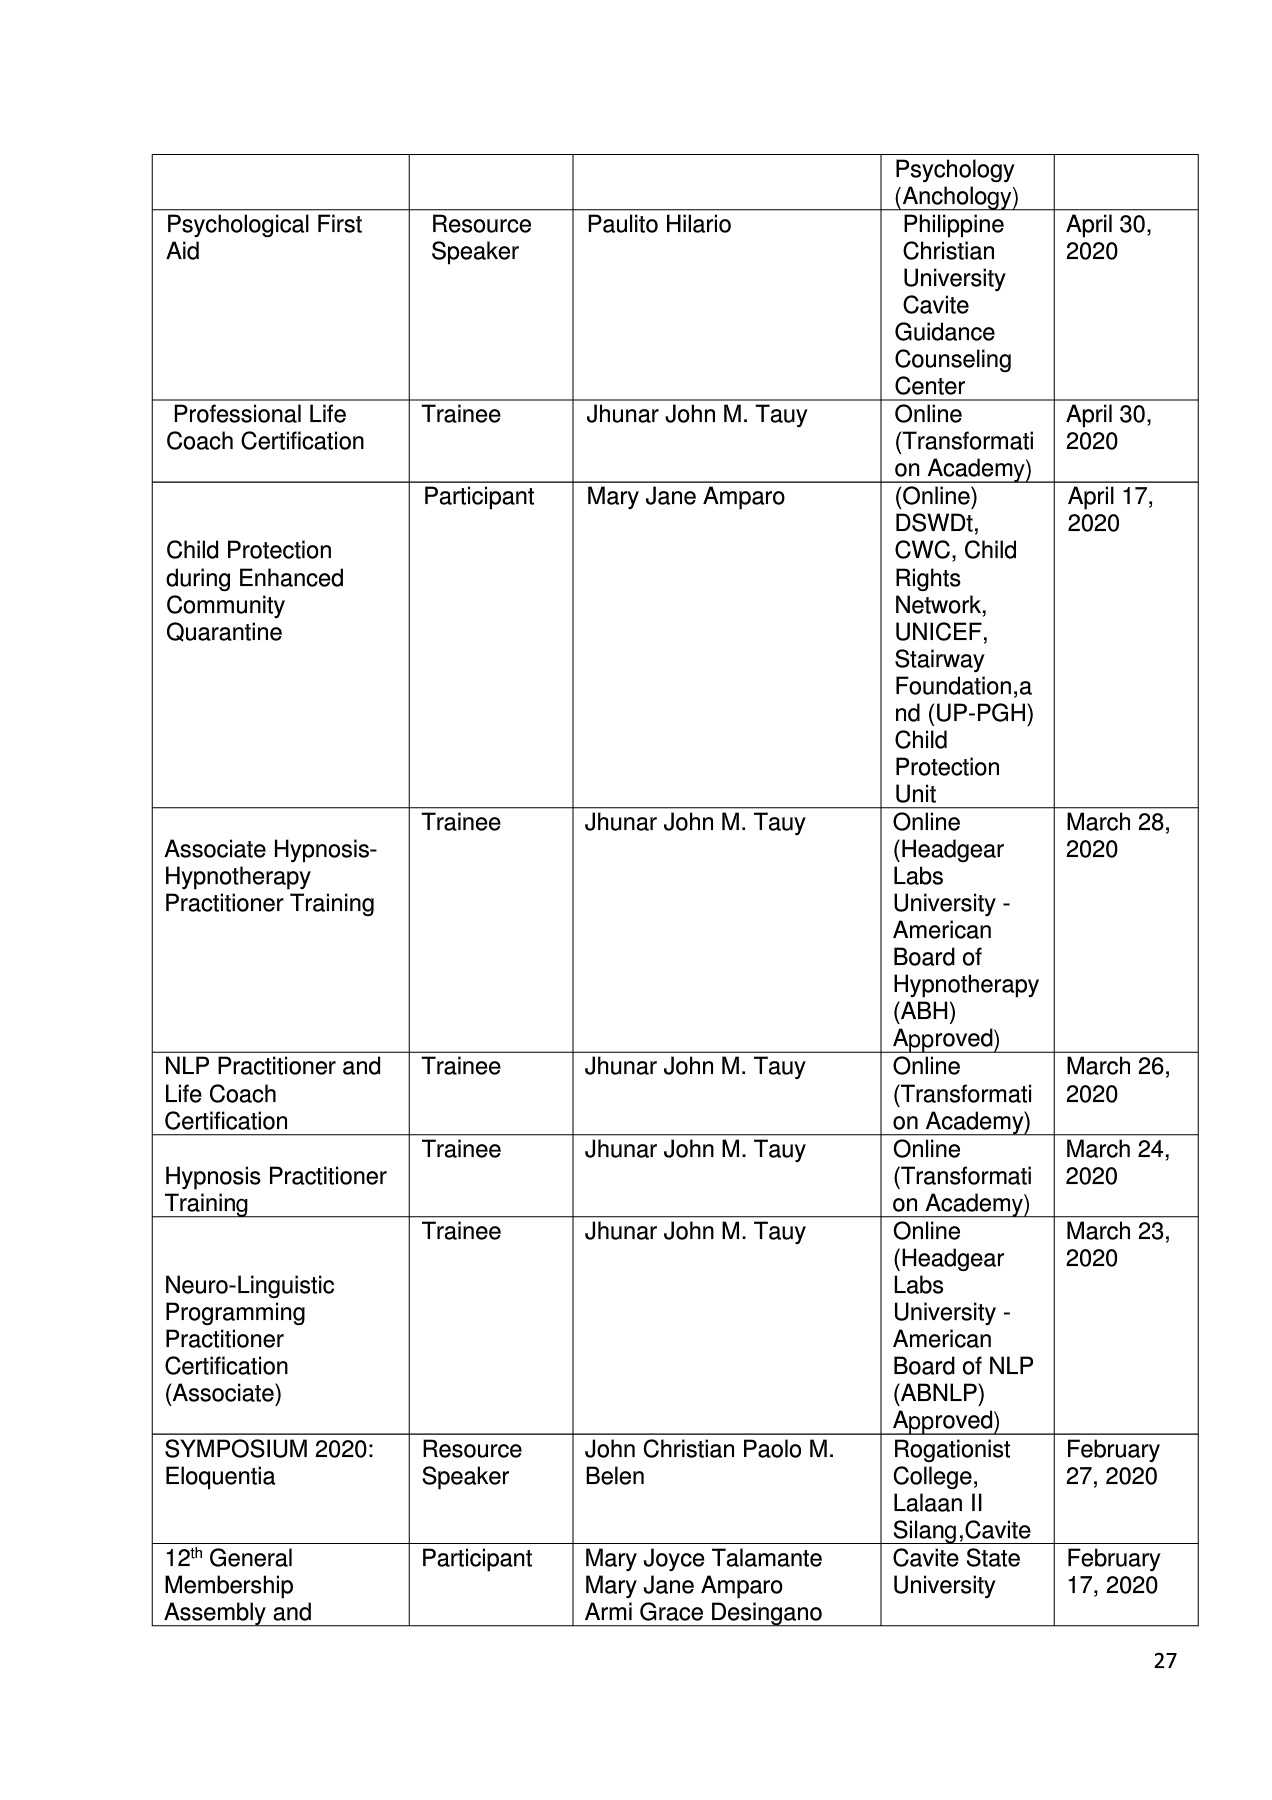 Psychology
(Anchology)
Psychological First
Aid
Resource
Speaker
Paulito Hilario
Philippine
Christian
University
Cavite
Guidance
Counseling
Center
April 30,
2020
Professional Life
Coach Certification
Trainee
Jhunar John M. Tauy
Online
(Transformati
on Academy)
April 30,
2020
Child Protection
during Enhanced
Community
Quarantine
Participant
Mary Jane Amparo
(Online)
DSWDt,
CWC, Child
Rights
Network,
UNICEF,
Stairway
Foundation,a
nd (UP-PGH)
Child
Protection
Unit
April 17,
2020
Associate Hypnosis-
Hypnotherapy
Practitioner Training
Trainee
Jhunar John M. Tauy
Online
(Headgear
Labs
University -
American
Board of
Hypnotherapy
(ABH)
Approved)
March 28,
2020
NLP Practitioner and
Life Coach
Certification
Trainee
Jhunar John M. Tauy
Online
(Transformati
on Academy)
March 26,
2020
Hypnosis Practitioner
Training
Trainee
Jhunar John M. Tauy
Online
(Transformati
on Academy)
March 24,
2020
Neuro-Linguistic
Programming
Practitioner
Certification
(Associate)
Trainee
Jhunar John M. Tauy
Online
(Headgear
Labs
University -
American
Board of NLP
(ABNLP)
Approved)
March 23,
2020
SYMPOSIUM 2020:
Eloquentia
Resource
Speaker
John Christian Paolo M.
Belen
Rogationist
College,
Lalaan II
Silang,Cavite
February
27, 2020
12th General
Membership
Assembly and
Participant
Mary Joyce Talamante
Mary Jane Amparo
Armi Grace Desingano
Cavite State
University
February
17, 2020
27